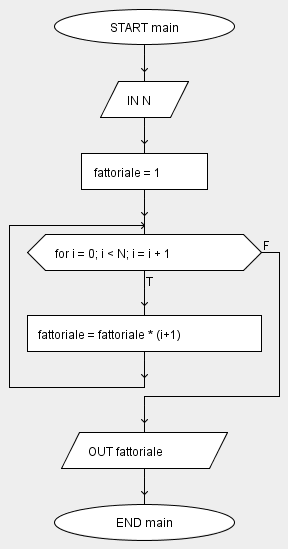 START main
IN N
fattoriale = 1
for i = 0; i < N; i = i + 1
F
T
fattoriale = fattoriale * (i+1)
OUT fattoriale
END main